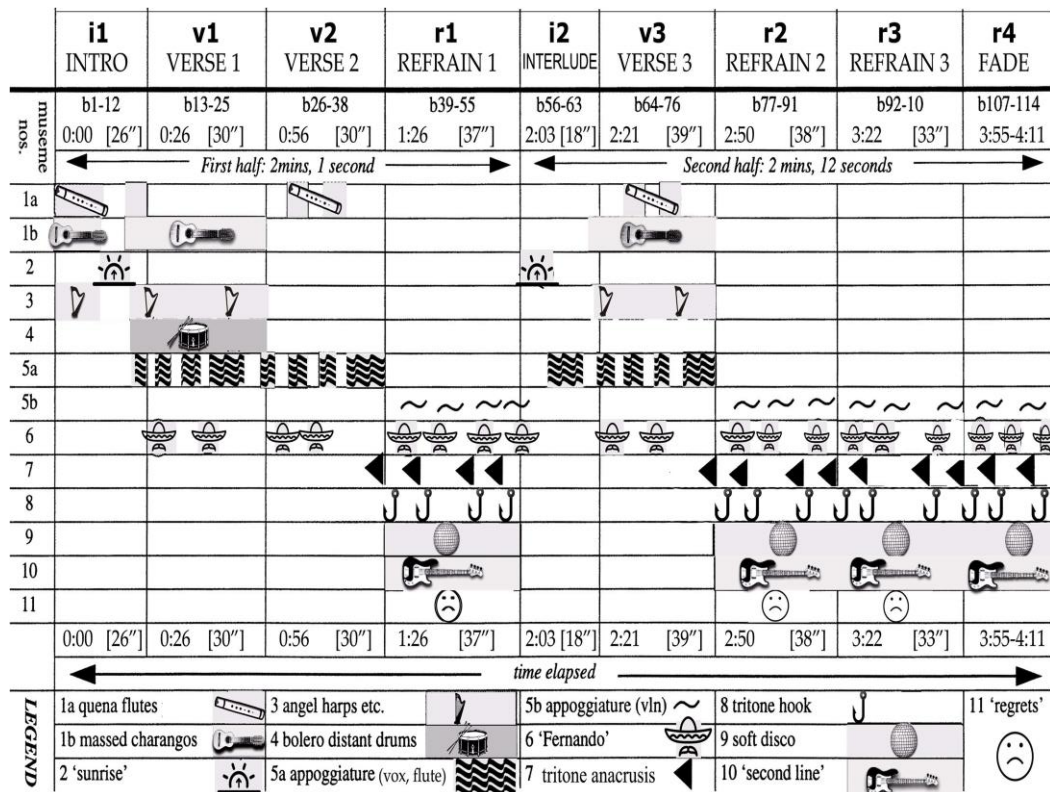 i1 v1 v2 r1 i2 v3 r2 r3 r4
INTRO VERSE 1 VERSE 2 REFRAIN 1 INTERLUDE VERSE 3 REFRAIN 2 REFRAIN 3 FADE
museme nos.
b1-12 b13-25 b26-38 b39-55 b56-63 b64-76 b77-91 b92-10 b107-114
0:00 [26″] 0:26 [30″] 0:56 [30″] 1:26 [37″] 2:03 [18″] 2:21 [39″] 2:50 [38″] 3:22 [33″] 3:55-4:11
First half: 2mins, 1 second Second half: 2 mins, 12 seconds
1a
1b
2
3
4
5a
5b
6
7
8
9
10
11
0:00 [26″] 0:26 [30″] 0:56 [30″] 1:26 [37″] 2:03 [18″] 2:21 [39″] 2:50 [38″] 3:22 [33″] 3:55-4:11
time elapsed
LEGEND
1a quena flutes 3 angel harps etc. 5b appoggiature (vln) 8 tritone hook 11 ‘regrets’
1b massed charangos 4 bolero distant drums 6 ‘Fernando’ 9 soft disco
2 ‘sunrise’ 5a appoggiature (vox, flute) 7 tritone anacrusis 10 ‘second line’